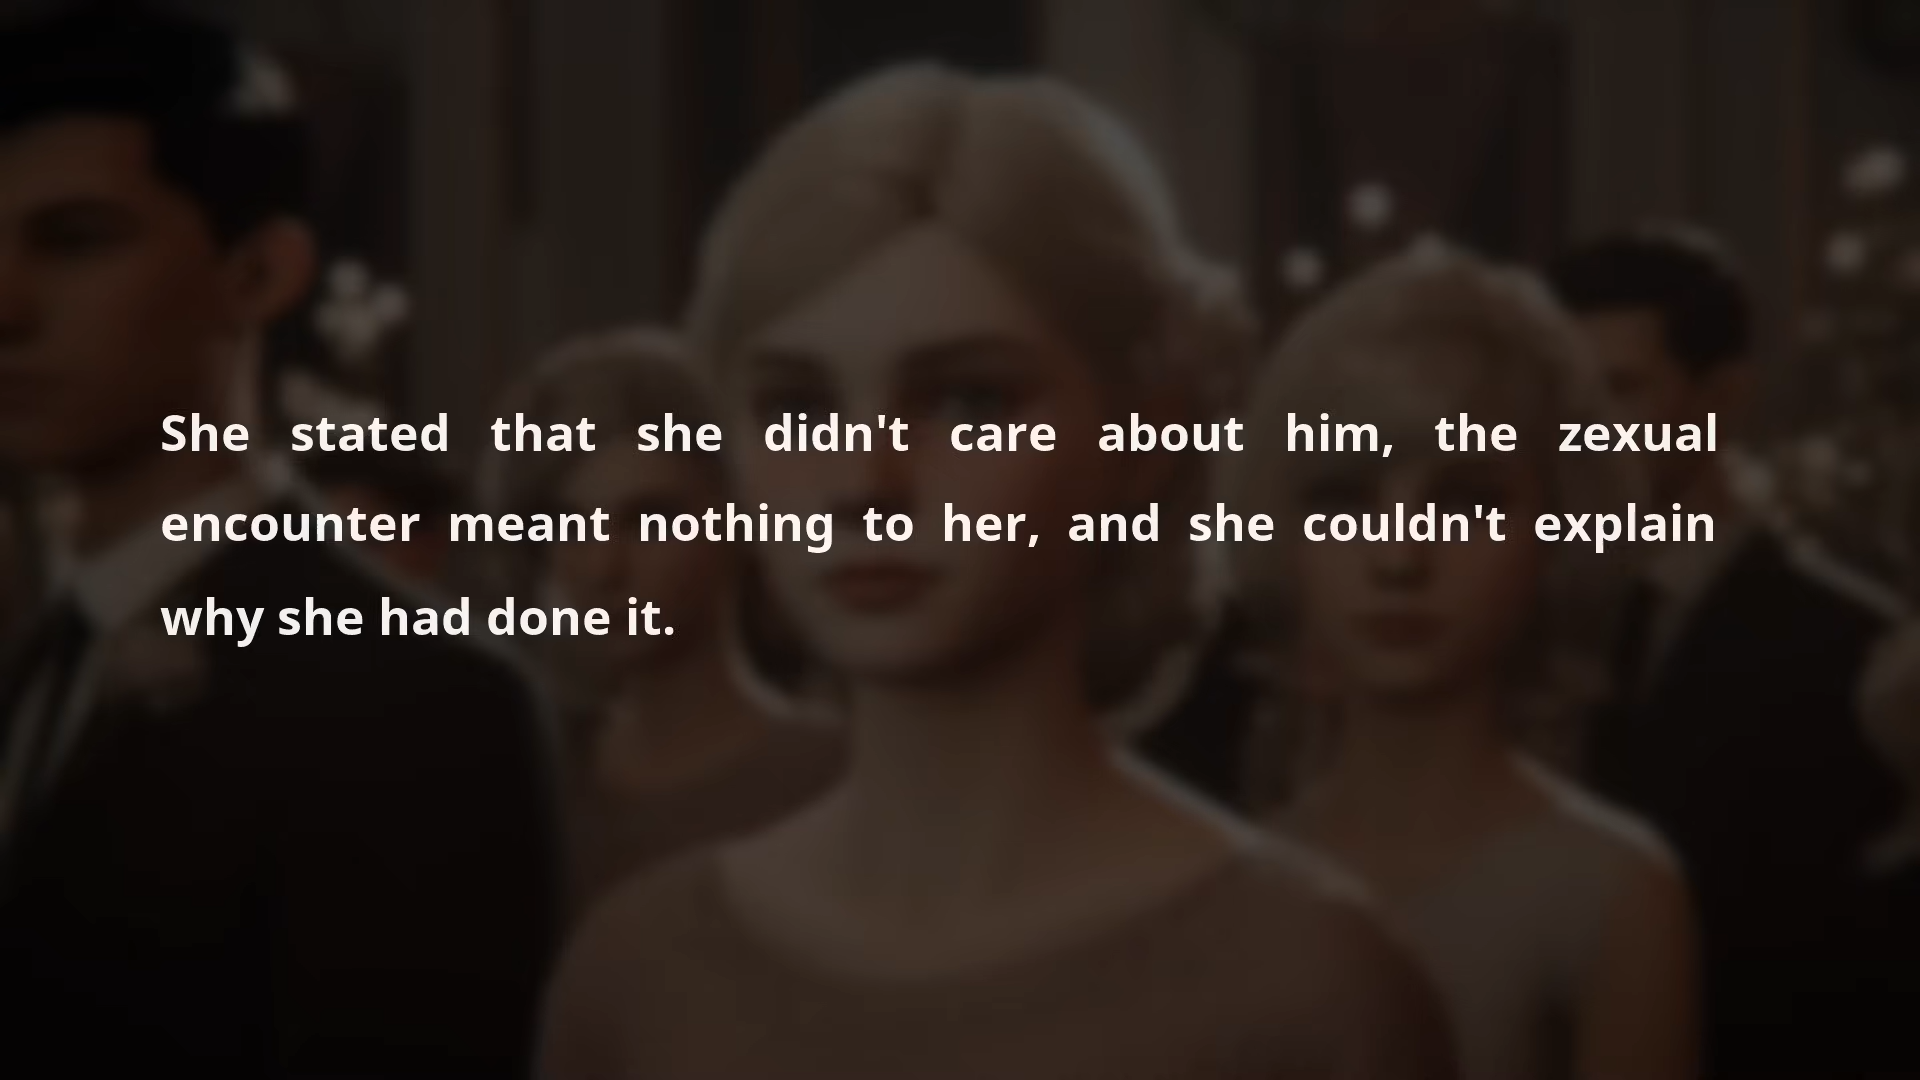 She stated that she didn't care about him, the zexual
encounter meant nothing to her, and she couldn't explain
why she had done it.